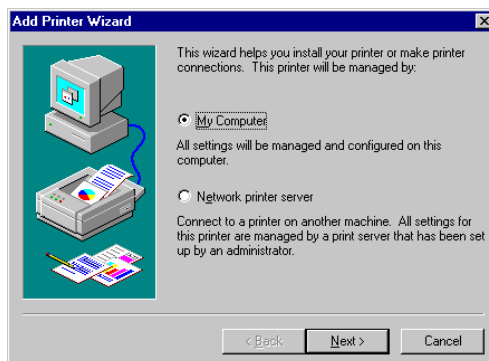 Add Printer Wizard
This wizard helps you install your printer or make printer
connections. This printer will be managed by:
My Computer
All settings will be managed and configured on this
computer.
Network printer server
Connect to a printer on another machine. All settings for
this printer are managed by a print server that has been set
up by an administrator.
< Back
Next >
Cancel